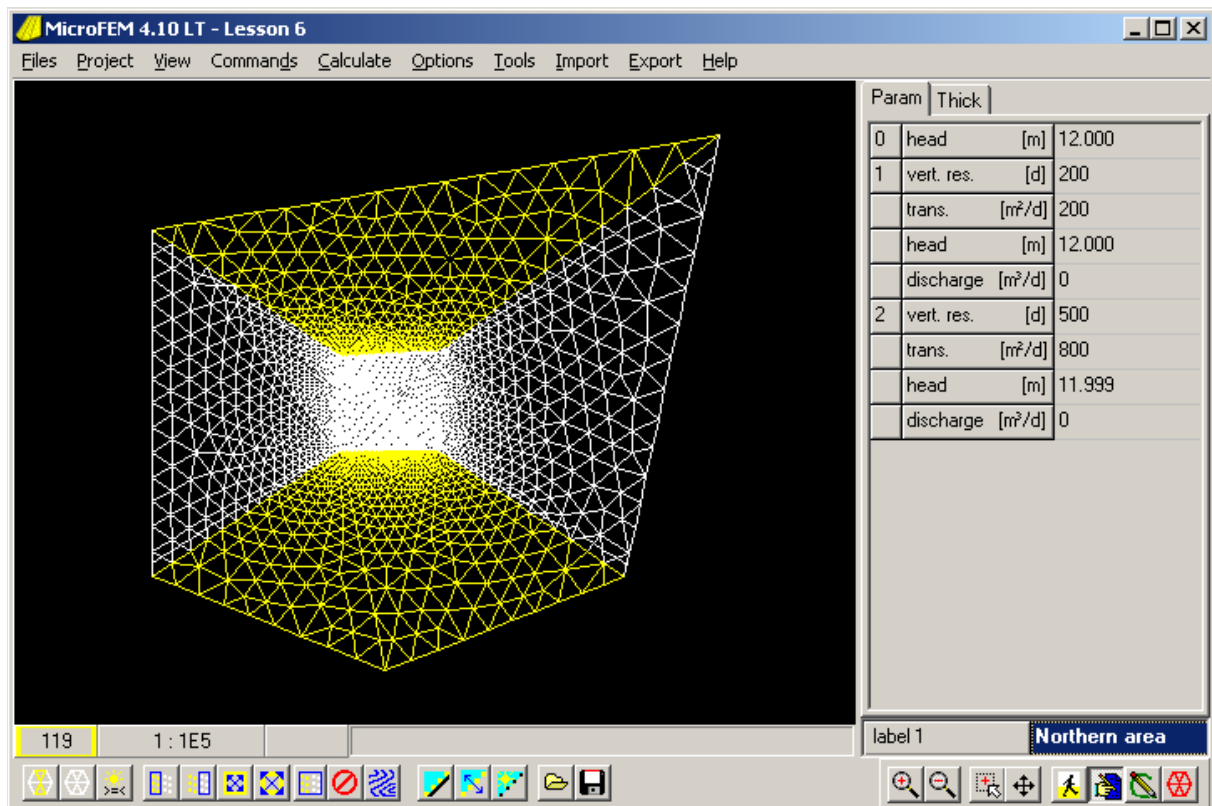 MicroFEM 4.10 LT - Lesson 6
Files Project View Commands Calculate Options Tools Import Export Help
Param Thick
0 head [m] 12.000
1 vert. res. [d] 200
trans. [m²/d] 200
head [m] 12.000
discharge [m³/d] 0
2 vert. res. [d] 500
trans. [m²/d] 800
head [m] 11.999
discharge [m³/d] 0
119 1 : 1E5 label 1 Northern area
>=<